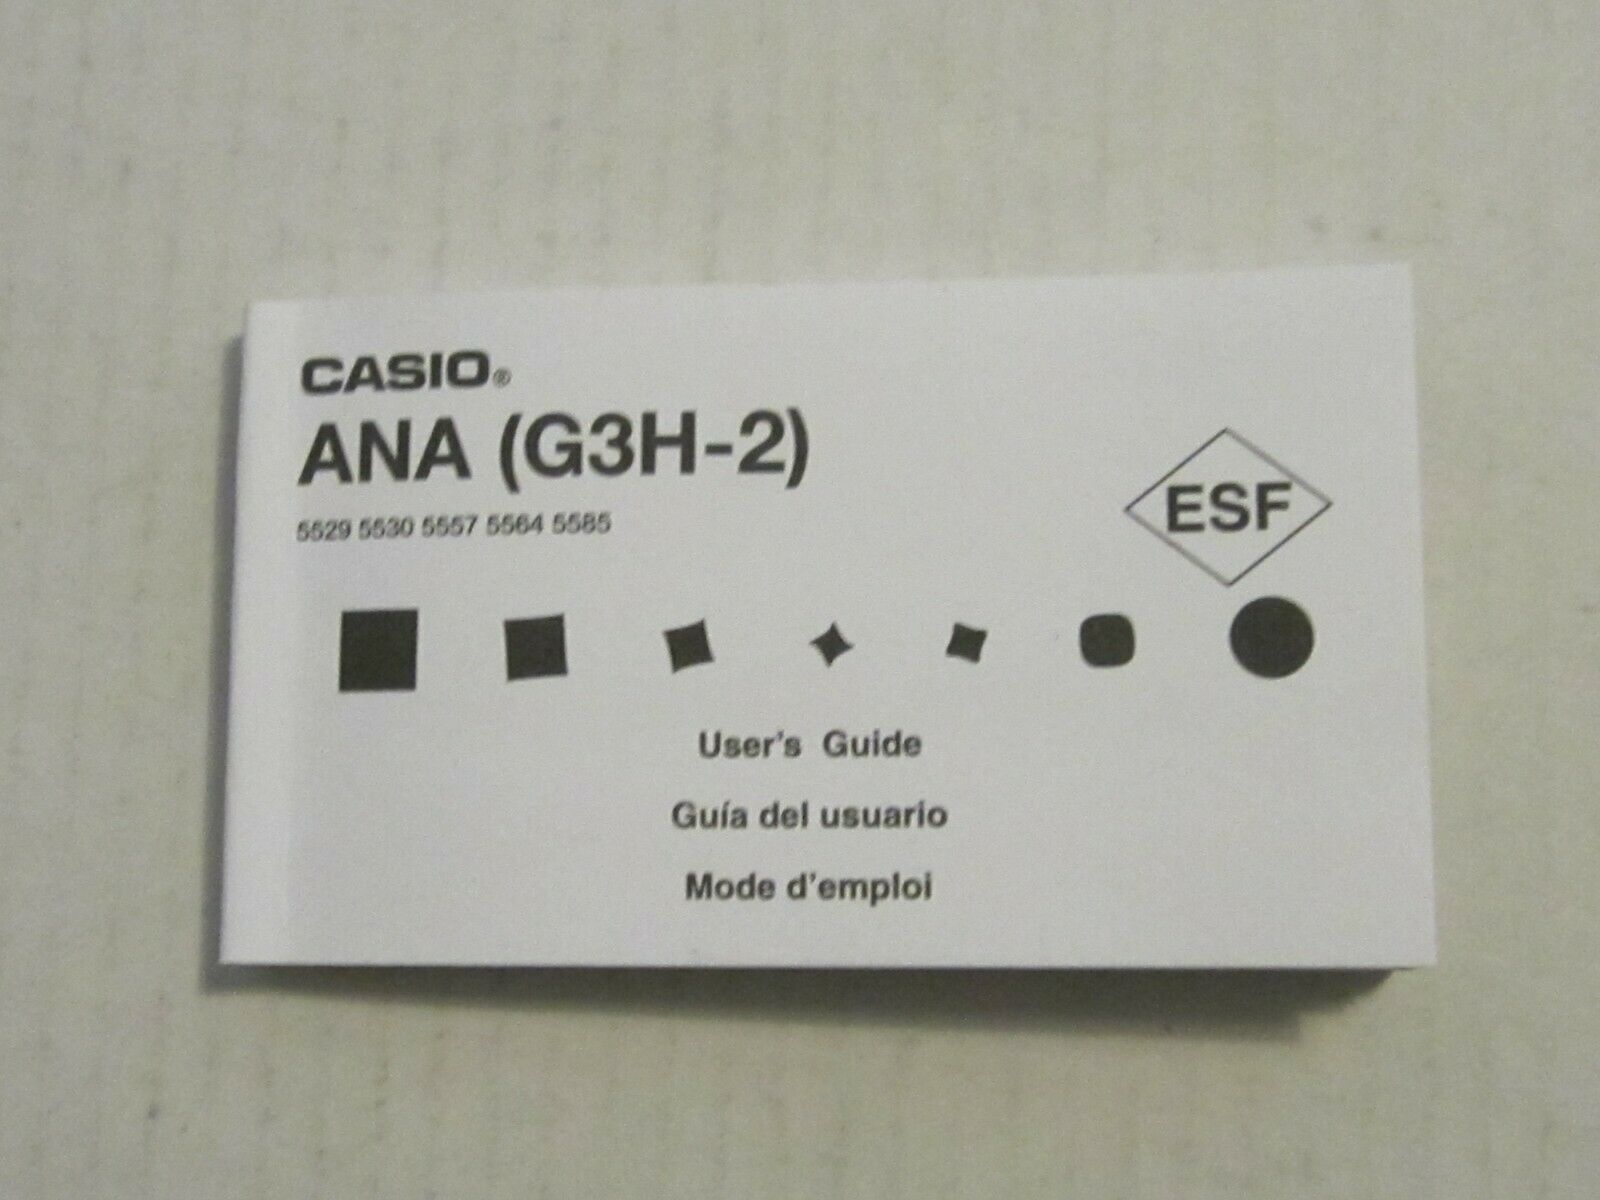 CASIO®
ANA (G3H-2)
5529 5530 5557 5564 5585
ESF
User's Guide
Guía del usuario
Mode d'emploi